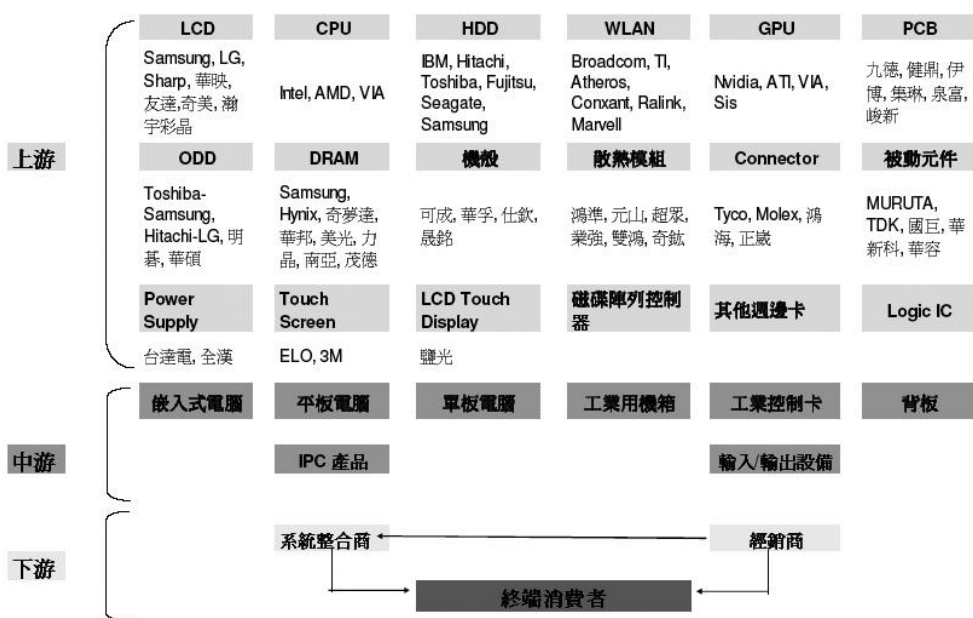 LCD
CPU
HDD
WLAN
GPU
PCB
Samsung, LG,
Sharp, 華映,
友達,奇美, 瀚
宇彩晶
Intel, AMD, VIA
IBM, Hitachi,
Toshiba, Fujitsu,
Seagate,
Samsung
Broadcom, TI,
Atheros,
Conxant, Ralink,
Marvell
Nvidia, ATI, VIA,
Sis
九德, 健鼎, 伊
博, 集琳, 泉富,
峻新
上游
ODD
DRAM
機殼
散熱模組
Connector
被動元件
Toshiba-
Samsung,
Hitachi-LG, 明
碁, 華碩
Samsung,
Hynix, 奇夢達,
華邦, 美光, 力
晶, 南亞, 茂德
可成, 華孚, 仕欽,
晟銘
鴻準, 元山, 超眾,
業強, 雙鴻, 奇鋐
Tyco, Molex, 鴻
海, 正崴
MURUTA,
TDK, 國巨, 華
新科, 華容
Power
Supply
Touch
Screen
LCD Touch
Display
磁碟陣列控制
器
其他週邊卡
Logic IC
台達電, 全漢
ELO, 3M
鹽光
嵌入式電腦
平板電腦
單板電腦
工業用機箱
工業控制卡
背板
中游
IPC 產品
輸入/輸出設備
系統整合商
經銷商
下游
終端消費者